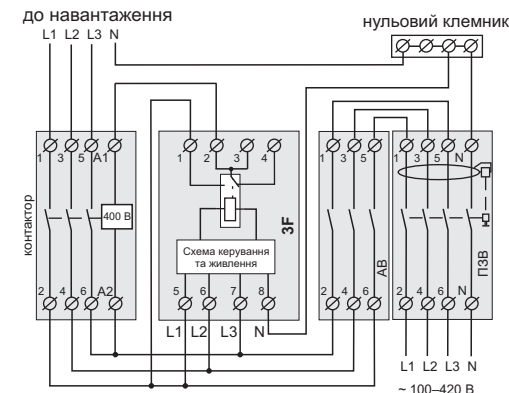 до навантаження
нульовий клемник
L1 L2 L3 N
1 3 5 A1
1 2 3 4
1 3 5
1 3 5 N
контактор
400 В
3F
Схема керування
та живлення
АВ
ПЗВ
2 4 6 A2
5 6 7 8
2 4 6
2 4 6 N
L1 L2 L3 N
L1 L2 L3 N
~ 100–420 В